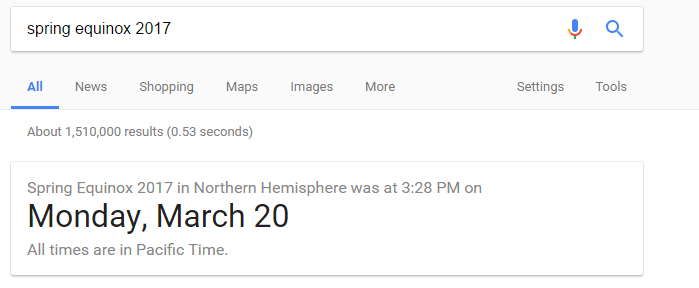 spring equinox 2017
All News Shopping Maps Images More Settings Tools
About 1,510,000 results (0.53 seconds)
Spring Equinox 2017 in Northern Hemisphere was at 3:28 PM on
Monday, March 20
All times are in Pacific Time.